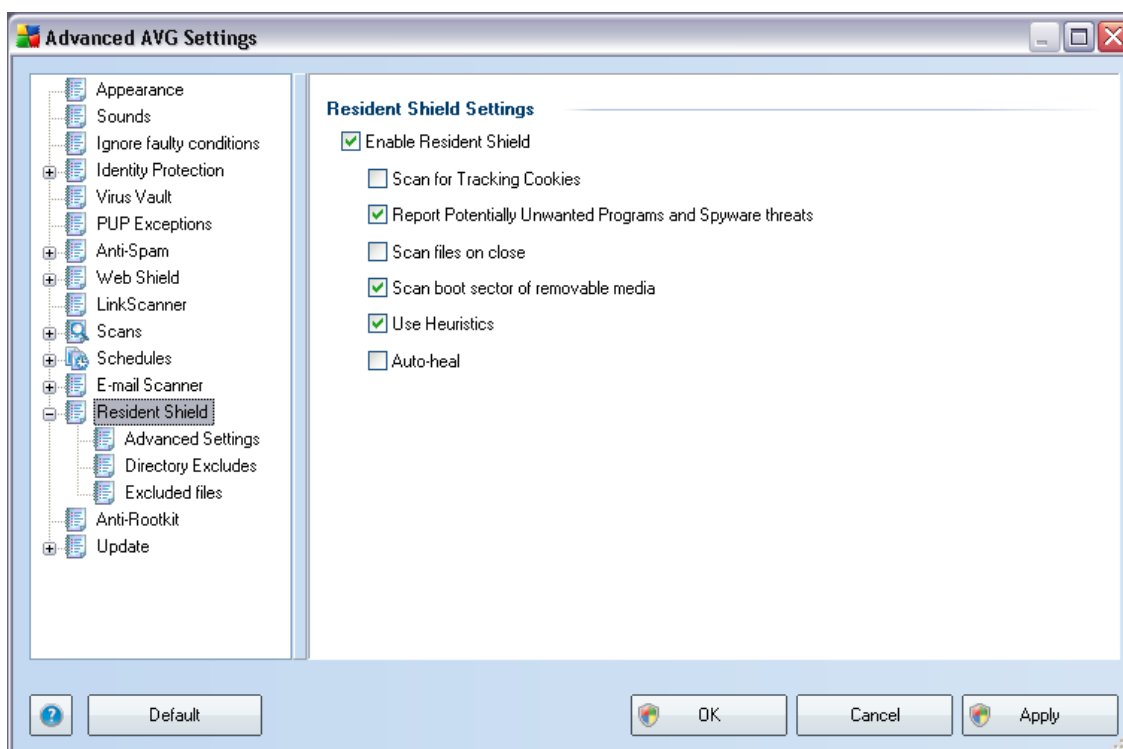 Advanced AVG Settings
Appearance
Sounds
Ignore faulty conditions
Identity Protection
Virus Vault
PUP Exceptions
Anti-Spam
Web Shield
LinkScanner
Scans
Schedules
E-mail Scanner
Resident Shield
Advanced Settings
Directory Excludes
Excluded files
Anti-Rootkit
Update
Resident Shield Settings
Enable Resident Shield
Scan for Tracking Cookies
Report Potentially Unwanted Programs and Spyware threats
Scan files on close
Scan boot sector of removable media
Use Heuristics
Auto-heal
? Default OK Cancel Apply